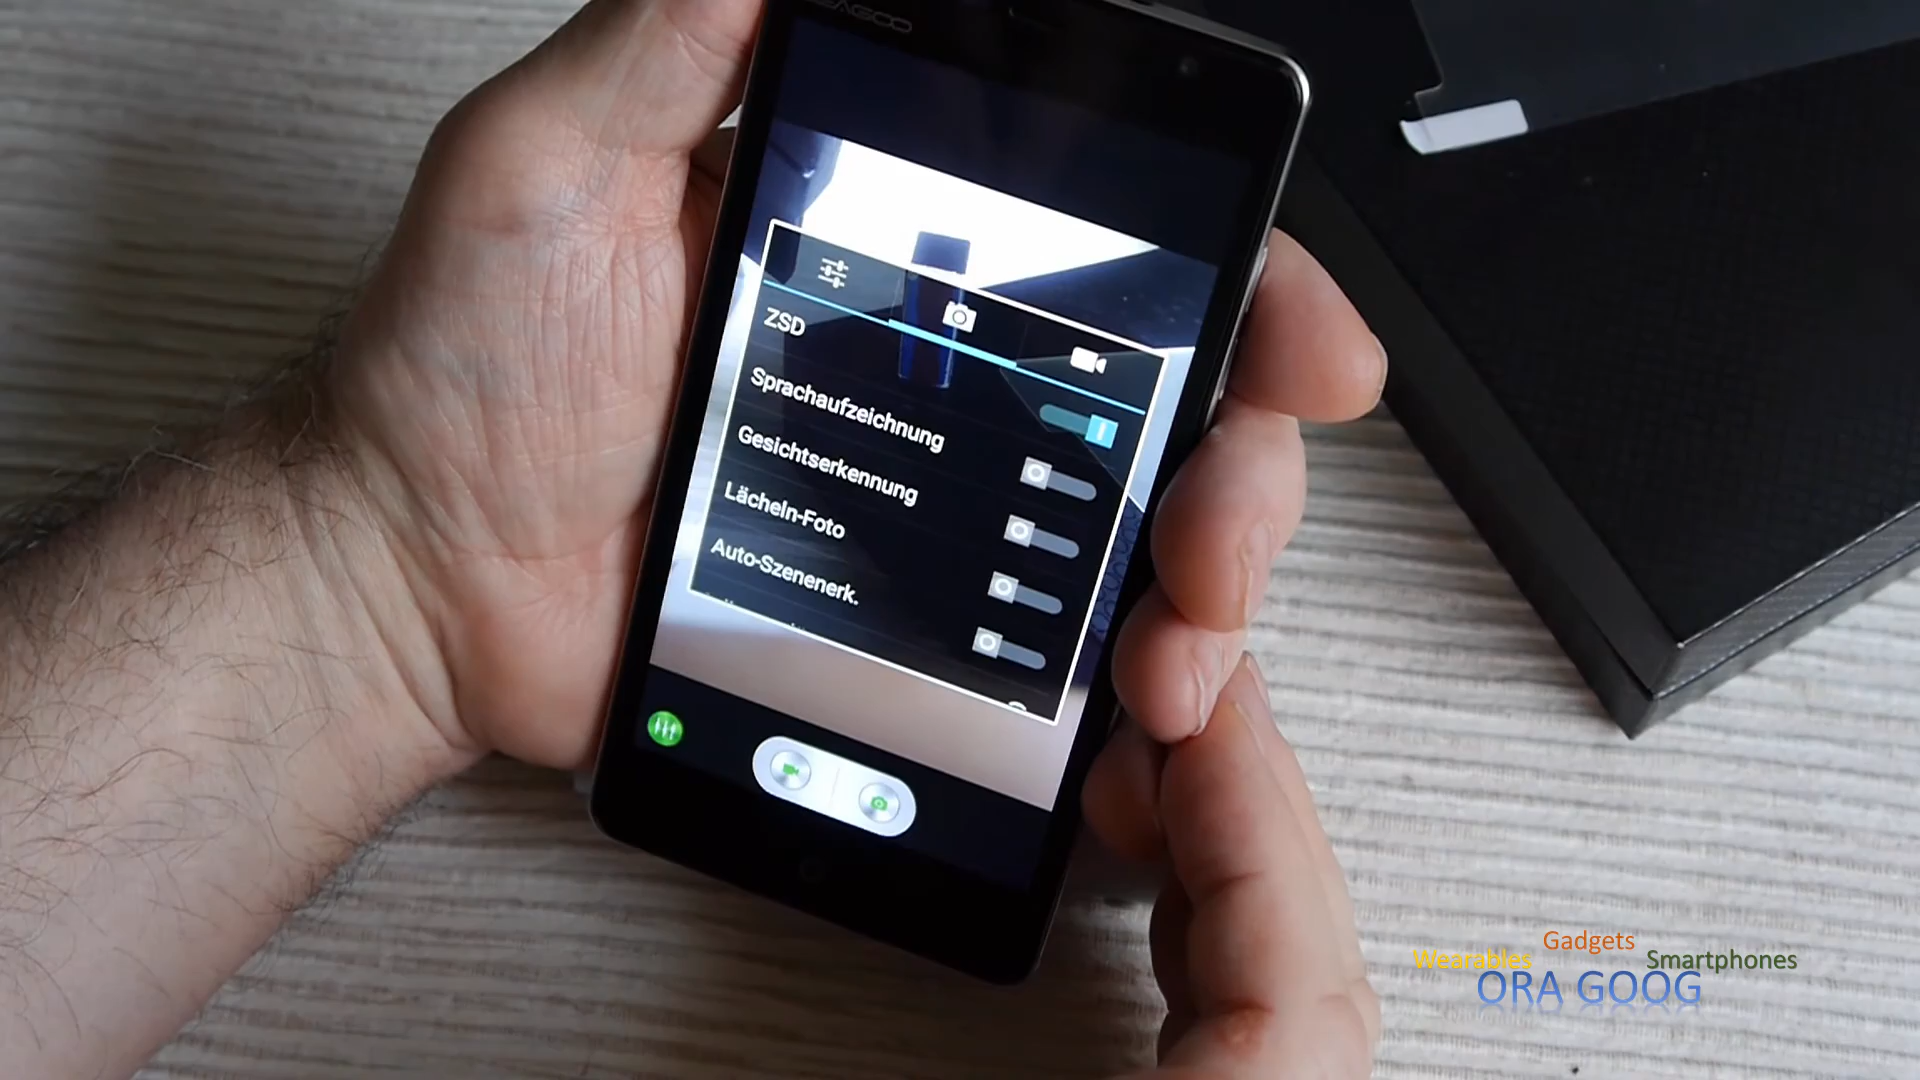 ZSD
Sprachaufzeichnung
Gesichtserkennung
Lächeln-Foto
Auto-Szenenerk.
Gadgets
Wearables Smartphones
ORA GOOG